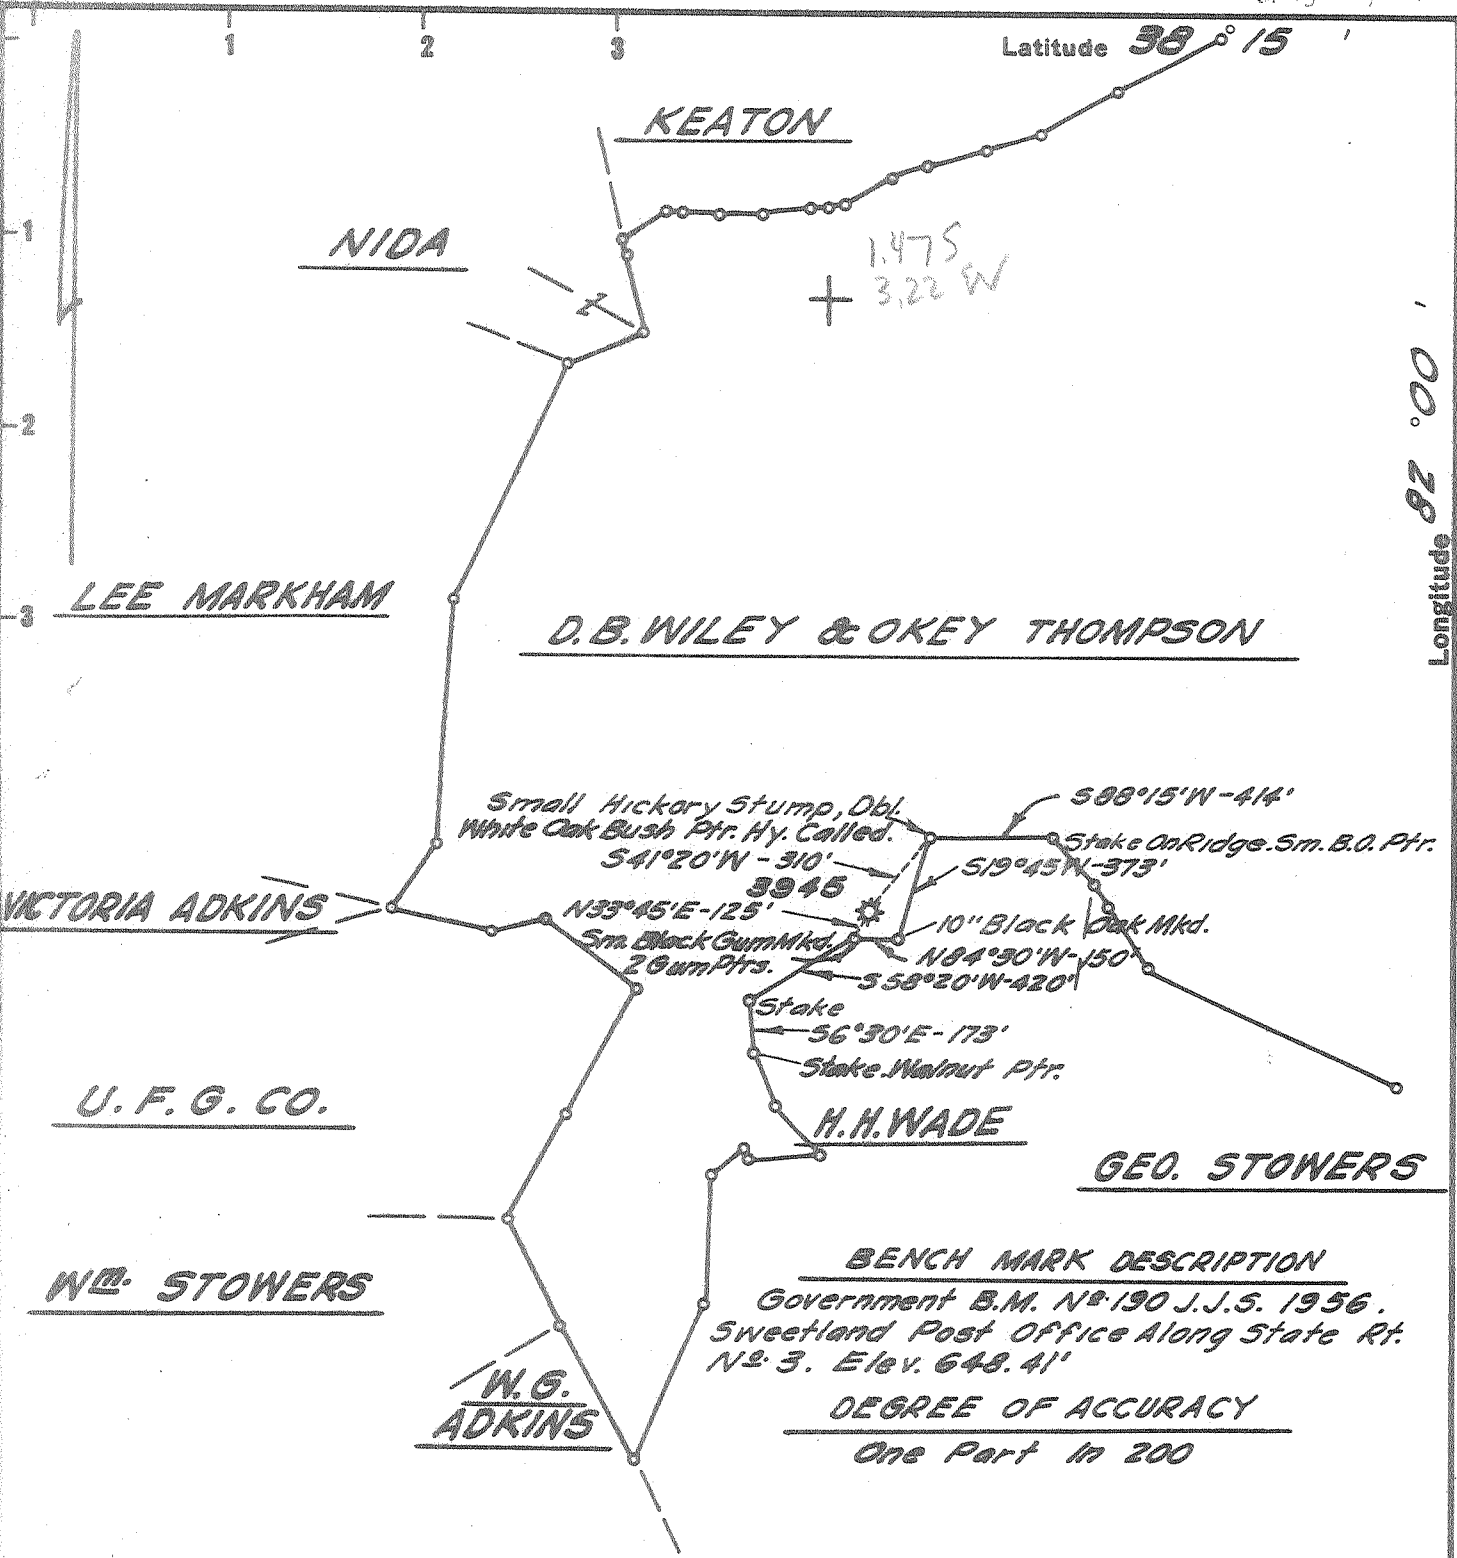 1 2 3
Latitude 38° 15'
KEATON
1
NIDA
1.47 S
3.22 W
2
Longitude 82° 00'
3
LEE MARKHAM
D.B. WILEY & OKEY THOMPSON
Small Hickory Stump, Dbl.
White Oak Bush Ptr. Hy. Called.
S88°15'W-414'
Stake On Ridge. Sm. B.O. Ptr.
S41°20'W-310'
S19°45'W-373'
3945
VICTORIA ADKINS
N33°45'E-125'
10" Black Oak Mkd.
Sm. Black Gum Mkd.
2 Gum Ptrs.
N84°30'W-150'
S58°20'W-420'
Stake
S6°30'E-173'
Stake. Walnut Ptr.
U.F.G. CO.
H.H. WADE
GEO. STOWERS
Wm. STOWERS
BENCH MARK DESCRIPTION
Government B.M. No. 190 J.J.S. 1956.
Sweetland Post Office Along State Rt.
No. 3. Elev. 648.41'
W.G.
ADKINS
DEGREE OF ACCURACY
One Part In 200